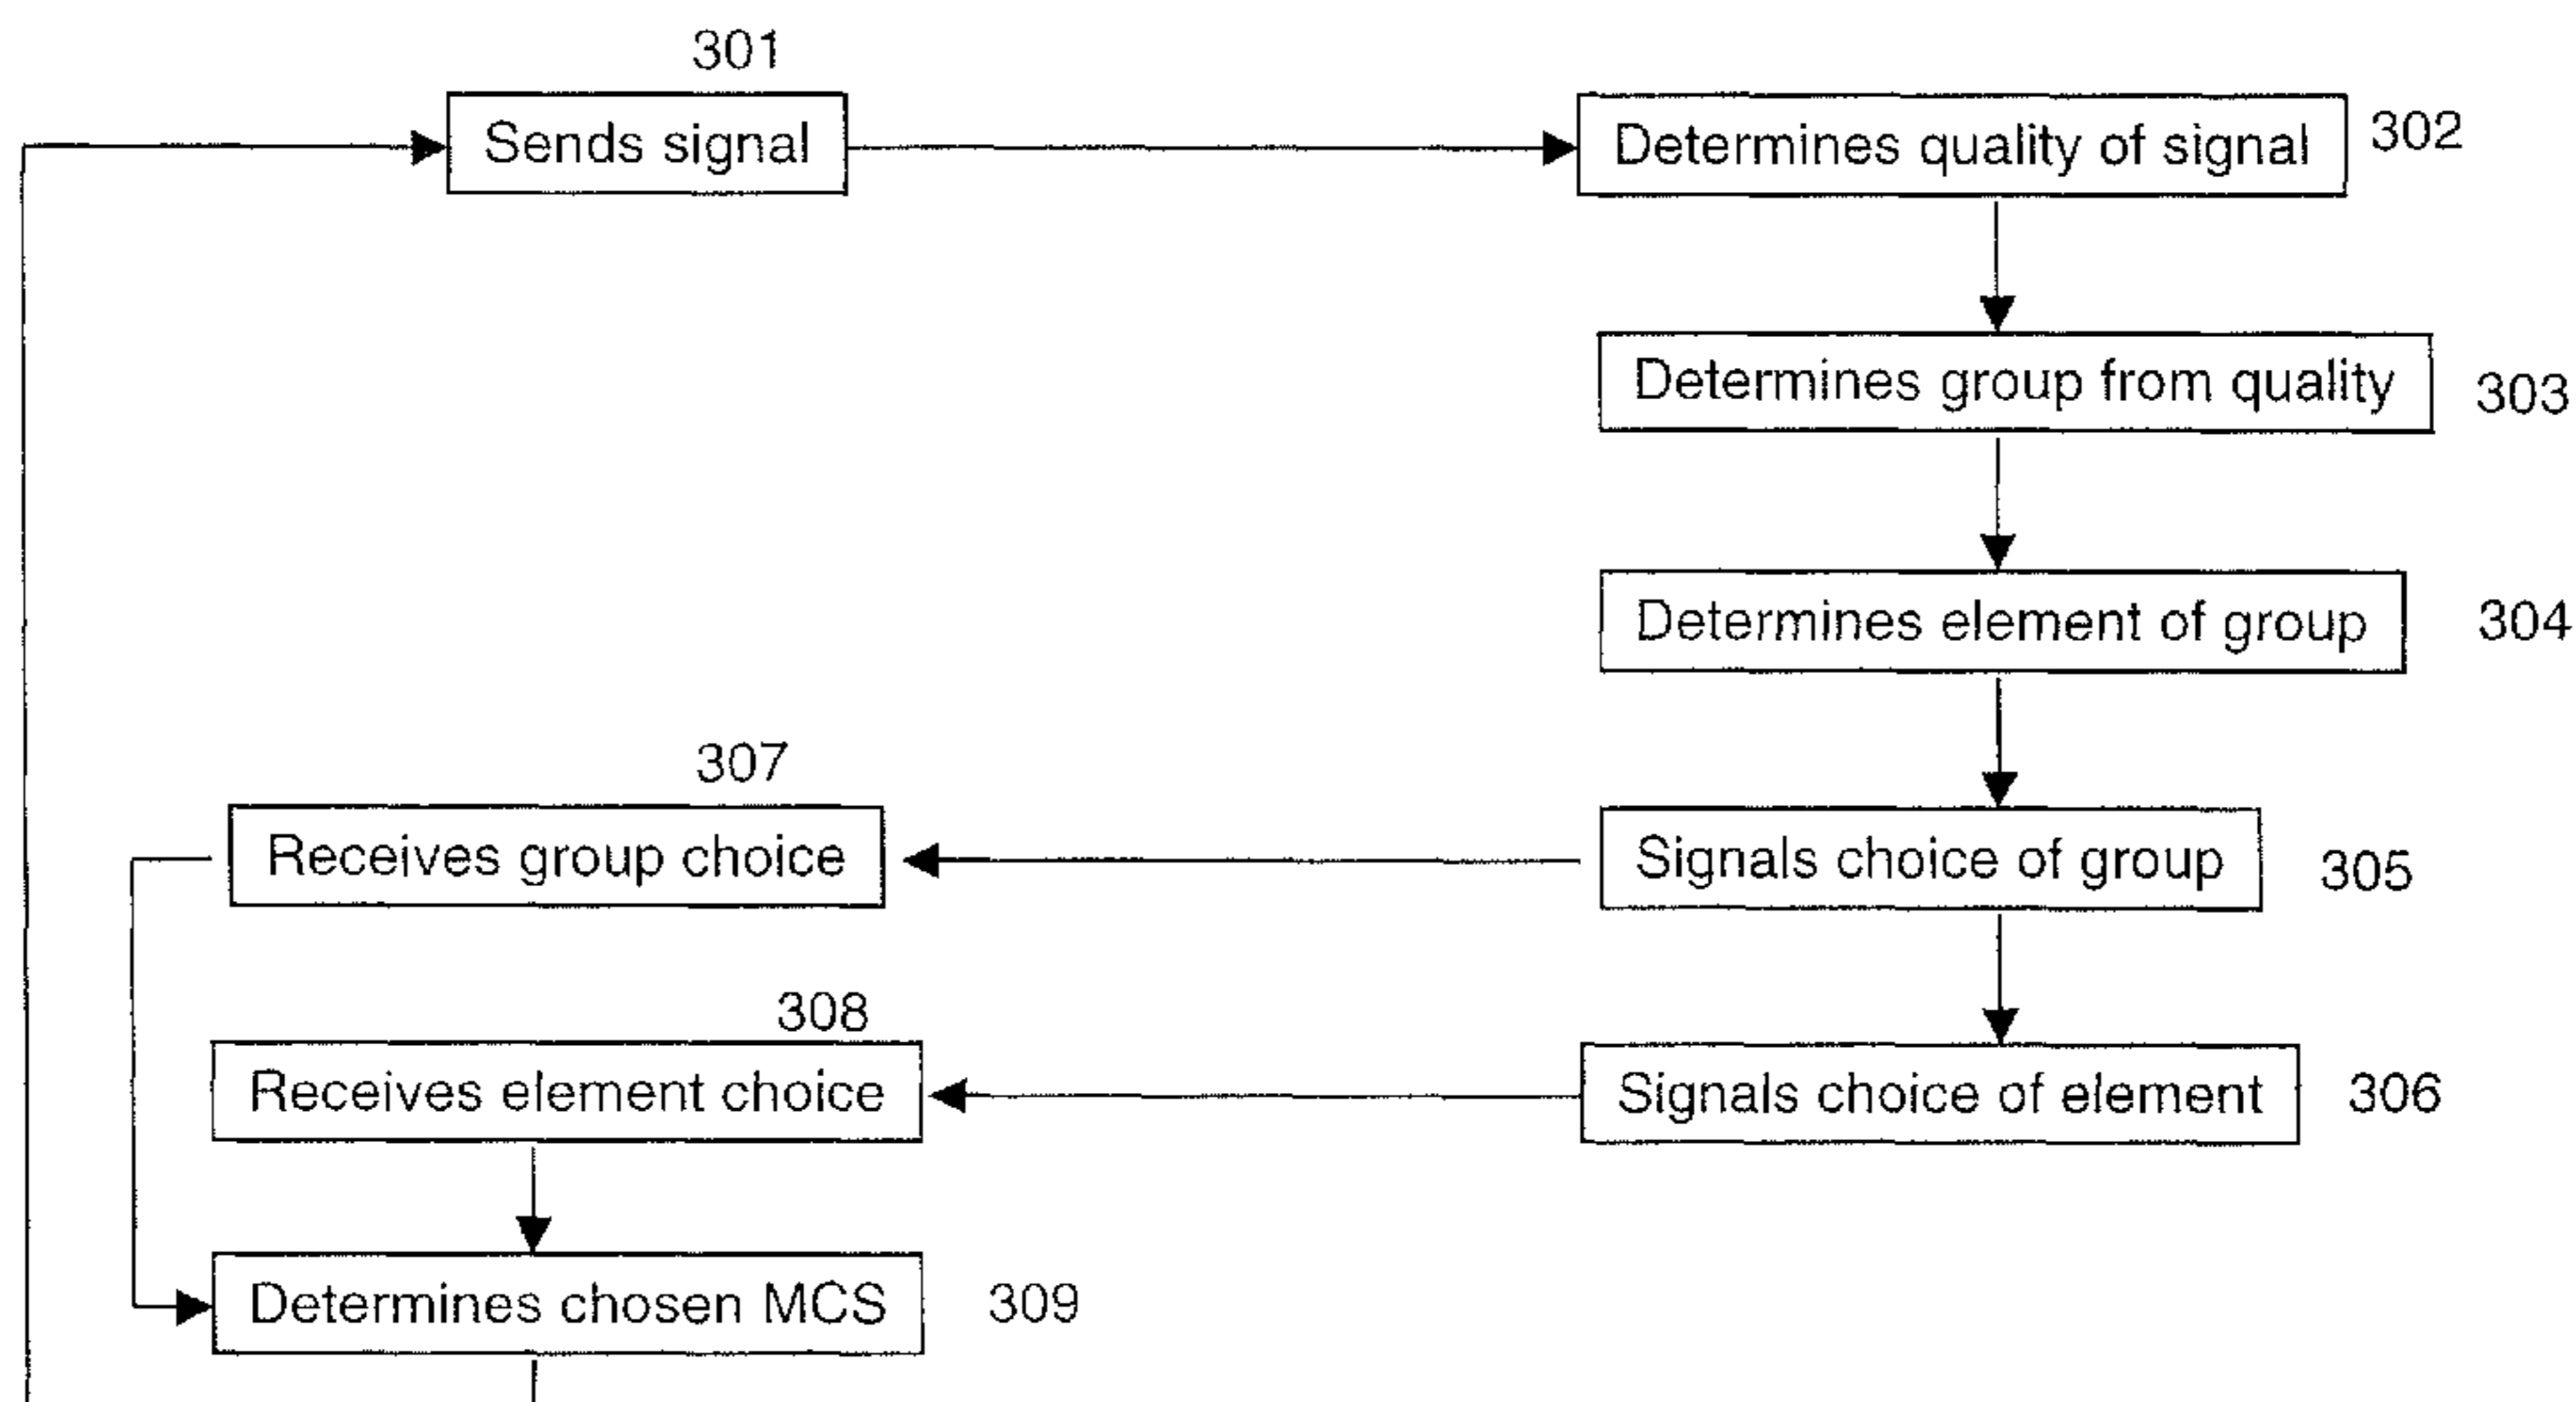 301
Sends signal
Determines quality of signal
302
Determines group from quality
303
Determines element of group
304
307
Receives group choice
Signals choice of group
305
308
Receives element choice
Signals choice of element
306
Determines chosen MCS
309